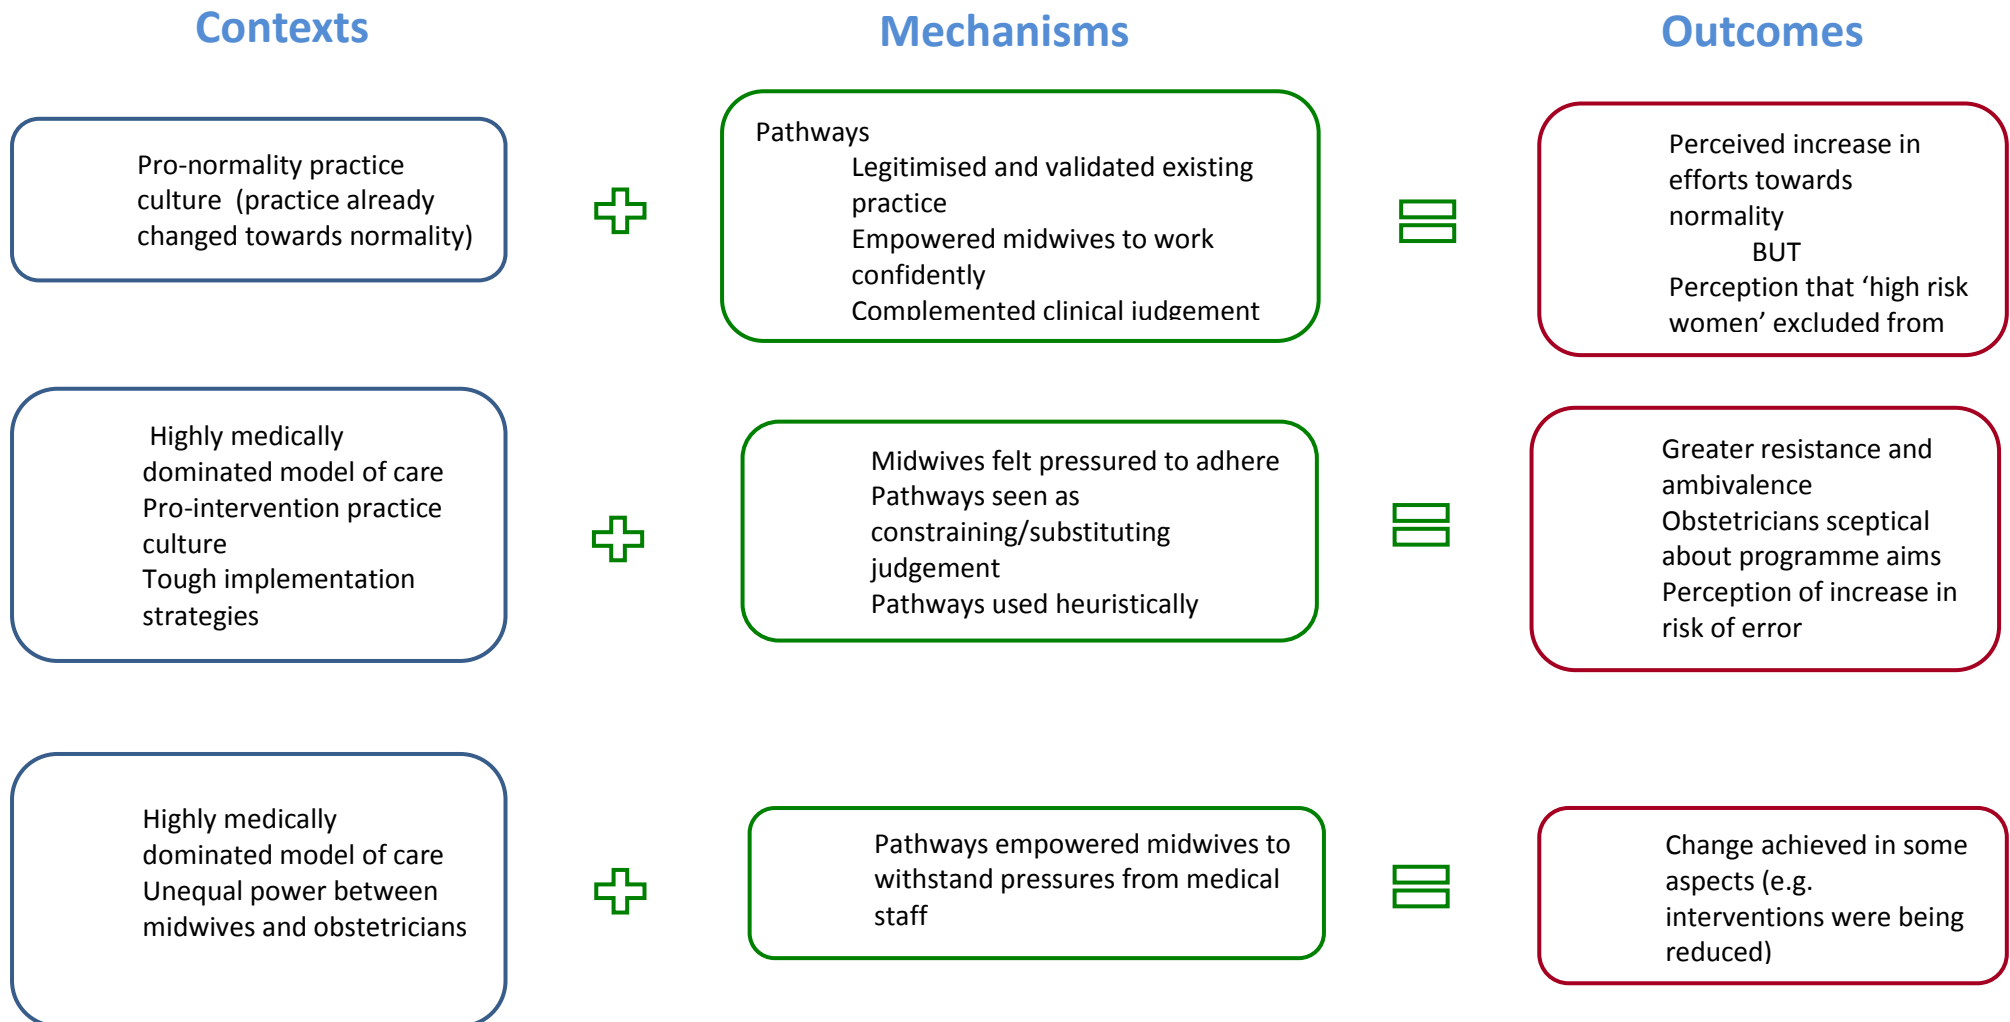 Contexts
Mechanisms
Outcomes
Pro-normality practice
culture  (practice already
changed towards normality)
Pathways
Legitimised and validated existing
practice
Empowered midwives to work
confidently
Complemented clinical judgement
Perceived increase in
efforts towards
normality
BUT
Perception that ‘high risk
women’ excluded from
Highly medically
dominated model of care
Pro-intervention practice
culture
Tough implementation
strategies
Midwives felt pressured to adhere
Pathways seen as
constraining/substituting
judgement
Pathways used heuristically
Greater resistance and
ambivalence
Obstetricians sceptical
about programme aims
Perception of increase in
risk of error
Highly medically
dominated model of care
Unequal power between
midwives and obstetricians
Pathways empowered midwives to
withstand pressures from medical
staff
Change achieved in some
aspects (e.g.
interventions were being
reduced)